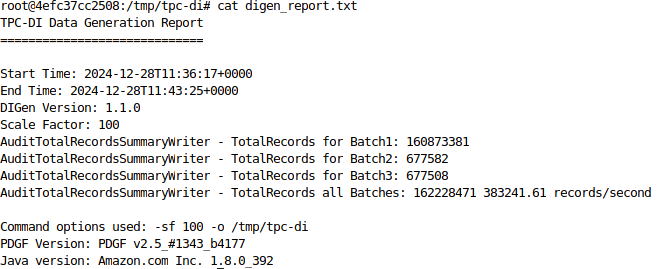 root@4efc37cc2508:/tmp/tpc-di# cat digen_report.txt
TPC-DI Data Generation Report
=============================
Start Time: 2024-12-28T11:36:17+0000
End Time: 2024-12-28T11:43:25+0000
DIGen Version: 1.1.0
Scale Factor: 100
AuditTotalRecordsSummaryWriter - TotalRecords for Batch1: 160873381
AuditTotalRecordsSummaryWriter - TotalRecords for Batch2: 677582
AuditTotalRecordsSummaryWriter - TotalRecords for Batch3: 677508
AuditTotalRecordsSummaryWriter - TotalRecords all Batches: 162228471 383241.61 records/second
Command options used: -sf 100 -o /tmp/tpc-di
PDGF Version: PDGF v2.5_#1343_b4177
Java version: Amazon.com Inc. 1.8.0_392